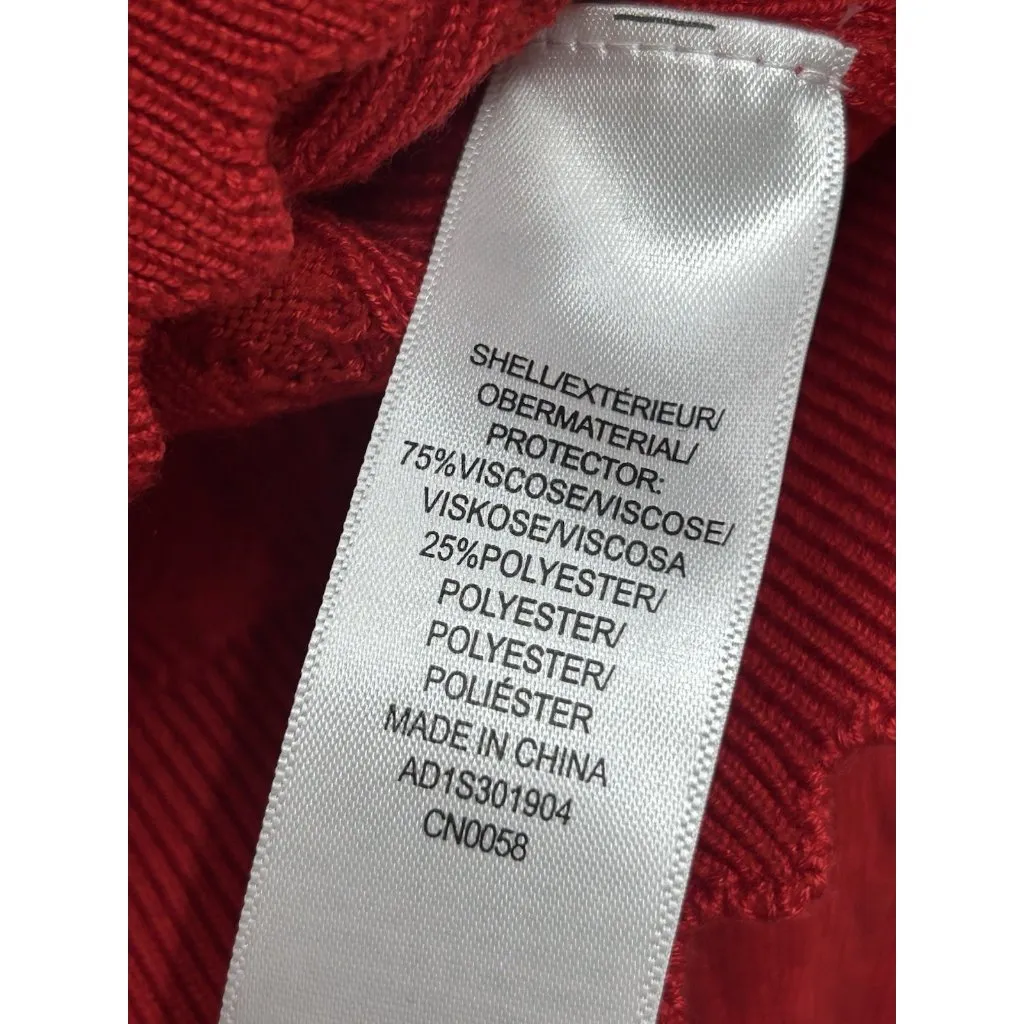 SHELL/EXTÉRIEUR/
OBERMATERIAL/
PROTECTOR:
75%VISCOSE/VISCOSE/
VISKOSE/VISCOSA
25%POLYESTER/
POLYESTER/
POLYESTER/
POLIÉSTER
MADE IN CHINA
AD1S301904
CN0058